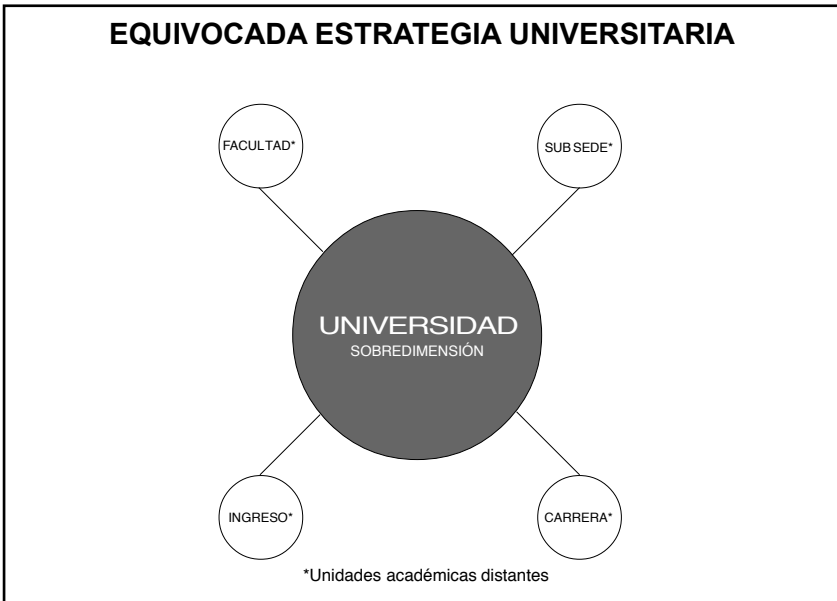 EQUIVOCADA ESTRATEGIA UNIVERSITARIA
FACULTAD*
SUB SEDE*
UNIVERSIDAD
SOBREDIMENSIÓN
INGRESO*
CARRERA*
*Unidades académicas distantes